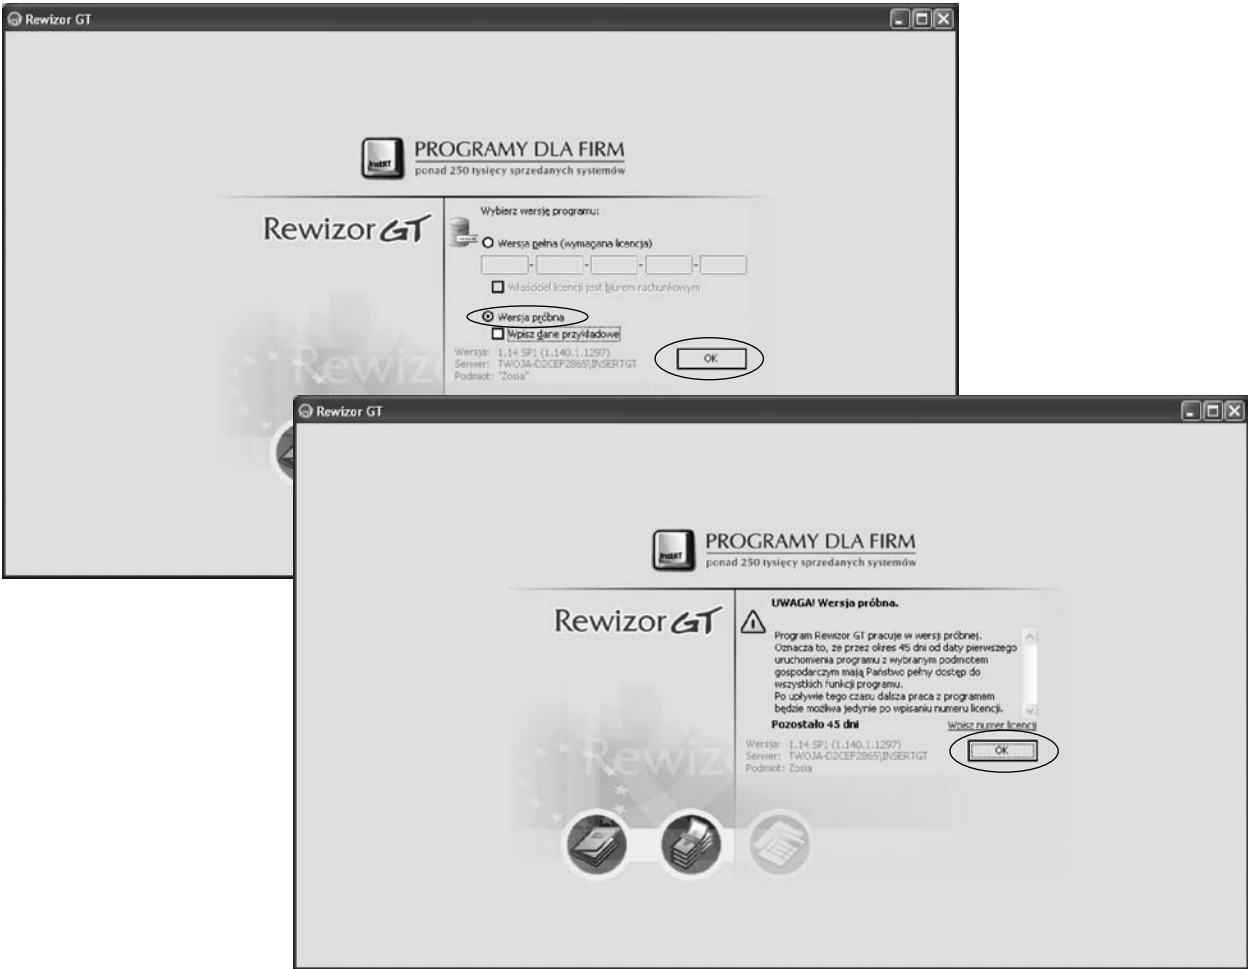 Rewizor GT
InsERT
PROGRAMY DLA FIRM
ponad 250 tysięcy sprzedanych systemów
Rewizor GT
Wybierz wersję programu:
Wersja pełna (wymagana licencja)
- - - -
Właściciel licencji jest biurem rachunkowym
Wersja próbna
Wpisz dane przykładowe
Wersja: 1.14 SP1 (1.140.1.1297)
Serwer: TWOJA-D2CEF2865\INSERTGT
Podmiot: "Zosia"
OK
Rewiz
Rewizor GT
InsERT
PROGRAMY DLA FIRM
ponad 250 tysięcy sprzedanych systemów
Rewizor GT
UWAGA! Wersja próbna.
Program Rewizor GT pracuje w wersji próbnej.
Oznacza to, że przez okres 45 dni od daty pierwszego
uruchomienia programu z wybranym podmiotem
gospodarczym mają Państwo pełny dostęp do
wszystkich funkcji programu.
Po upływie tego czasu dalsza praca z programem
będzie możliwa jedynie po wpisaniu numeru licencji.
Pozostało 45 dni
Wpisz numer licencji
Wersja: 1.14 SP1 (1.140.1.1297)
Serwer: TWOJA-D2CEF2865\INSERTGT
Podmiot: Zosia
OK
Rewiz